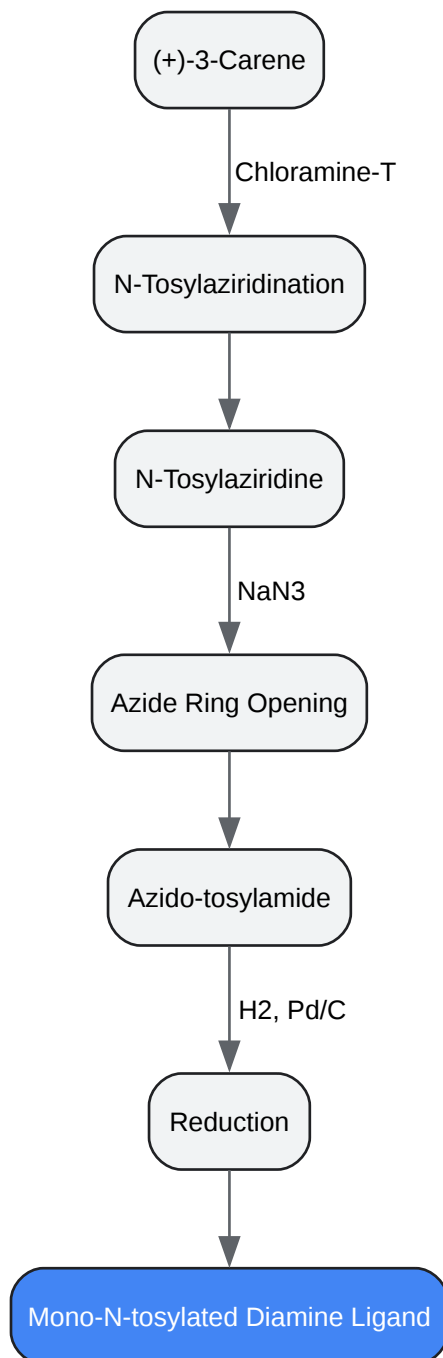 (+)-3-Carene
Chloramine-T
N-Tosylaziridination
N-Tosylaziridine
NaN3
Azide Ring Opening
Azido-tosylamide
H2, Pd/C
Reduction
Mono-N-tosylated Diamine Ligand